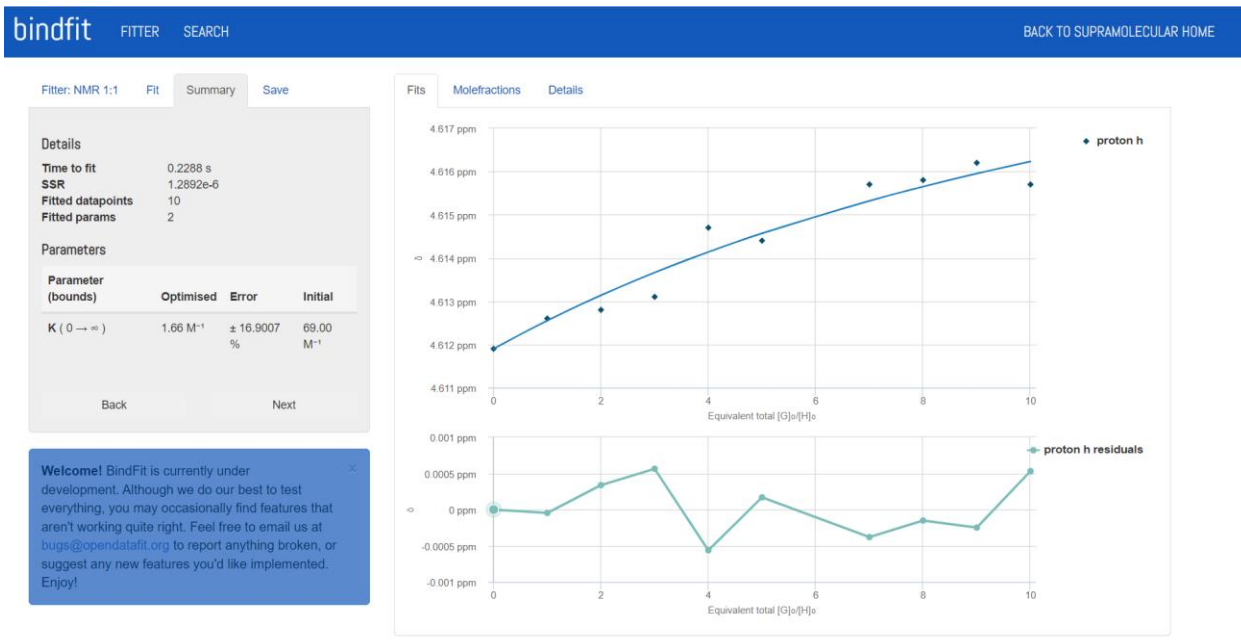 bindfit FITTER SEARCH BACK TO SUPRAMOLECULAR HOME
Fitter: NMR 1:1 Fit Summary Save
Details
Time to fit 0.2288 s
SSR 1.2892e-6
Fitted datapoints 10
Fitted params 2
Parameters
Parameter
(bounds) Optimised Error Initial
K ( 0 → ∞ ) 1.66 M⁻¹ ± 16.9007 69.00
% M⁻¹
Back Next
Welcome! BindFit is currently under ×
development. Although we do our best to test
everything, you may occasionally find features that
aren't working quite right. Feel free to email us at
bugs@opendatafit.org to report anything broken, or
suggest any new features you'd like implemented.
Enjoy!
Fits Molefractions Details
4.617 ppm
proton h
4.616 ppm
4.615 ppm
δ
4.614 ppm
4.613 ppm
4.612 ppm
4.611 ppm
0 2 4 6 8 10
Equivalent total [G]₀/[H]₀
0.001 ppm
proton h residuals
0.0005 ppm
δ
0 ppm
-0.0005 ppm
-0.001 ppm
0 2 4 6 8 10
Equivalent total [G]₀/[H]₀